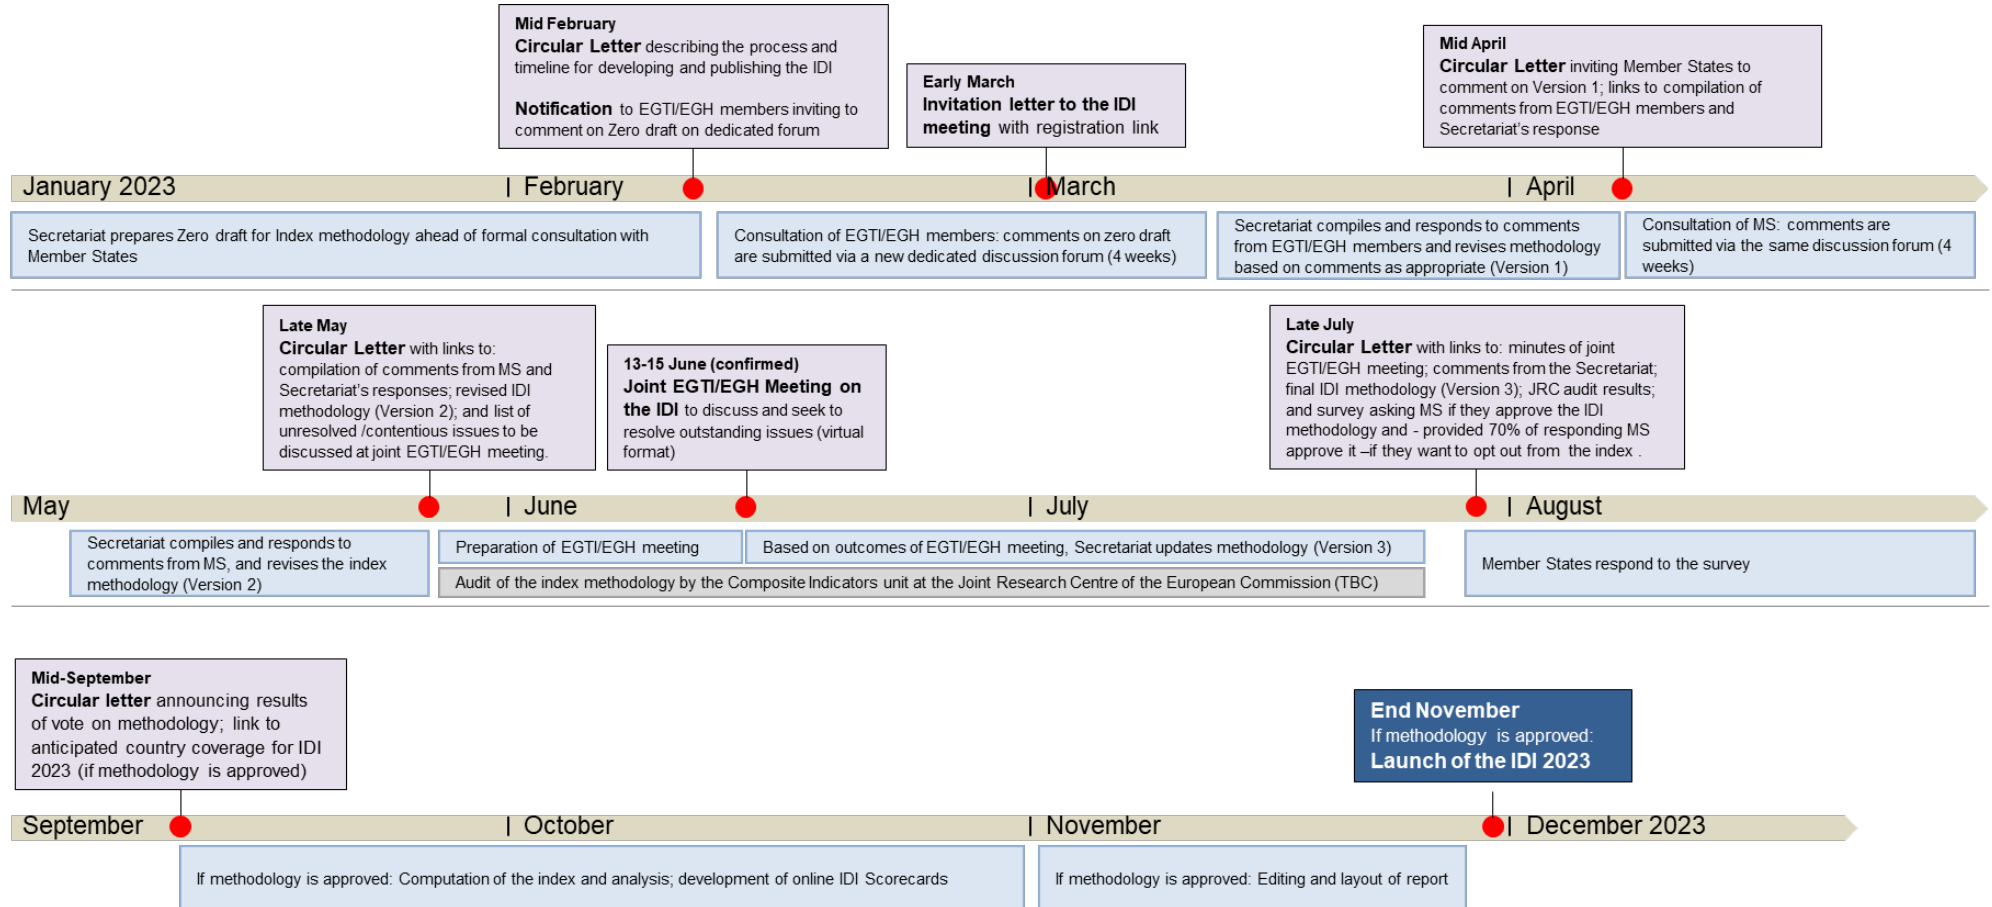 Mid February
Circular Letter describing the process and
timeline for developing and publishing the IDI
Notification to EGTI/EGH members inviting to
comment on Zero draft on dedicated forum
Early March
Invitation letter to the IDI
meeting with registration link
Mid April
Circular Letter inviting Member States to
comment on Version 1; links to compilation of
comments from EGTI/EGH members and
Secretariat's response
January 2023
February
March
April
Secretariat prepares Zero draft for Index methodology ahead of formal consultation with
Member States
Consultation of EGTI/EGH members: comments on zero draft
are submitted via a new dedicated discussion forum (4 weeks)
Secretariat compiles and responds to comments
from EGTI/EGH members and revises methodology
based on comments as appropriate (Version 1)
Consultation of MS: comments are
submitted via the same discussion forum (4
weeks)
Late May
Circular Letter with links to:
compilation of comments from MS and
Secretariat's responses; revised IDI
methodology (Version 2); and list of
unresolved /contentious issues to be
discussed at joint EGTI/EGH meeting.
13-15 June (confirmed)
Joint EGTI/EGH Meeting on
the IDI to discuss and seek to
resolve outstanding issues (virtual
format)
Late July
Circular Letter with links to: minutes of joint
EGTI/EGH meeting; comments from the Secretariat;
final IDI methodology (Version 3); JRC audit results;
and survey asking MS if they approve the IDI
methodology and - provided 70% of responding MS
approve it –if they want to opt out from the index .
May
June
July
August
Secretariat compiles and responds to
comments from MS, and revises the index
methodology (Version 2)
Preparation of EGTI/EGH meeting
Based on outcomes of EGTI/EGH meeting, Secretariat updates methodology (Version 3)
Audit of the index methodology by the Composite Indicators unit at the Joint Research Centre of the European Commission (TBC)
Member States respond to the survey
Mid-September
Circular letter announcing results
of vote on methodology; link to
anticipated country coverage for IDI
2023 (if methodology is approved)
End November
If methodology is approved:
Launch of the IDI 2023
September
October
November
December 2023
If methodology is approved: Computation of the index and analysis; development of online IDI Scorecards
If methodology is approved: Editing and layout of report